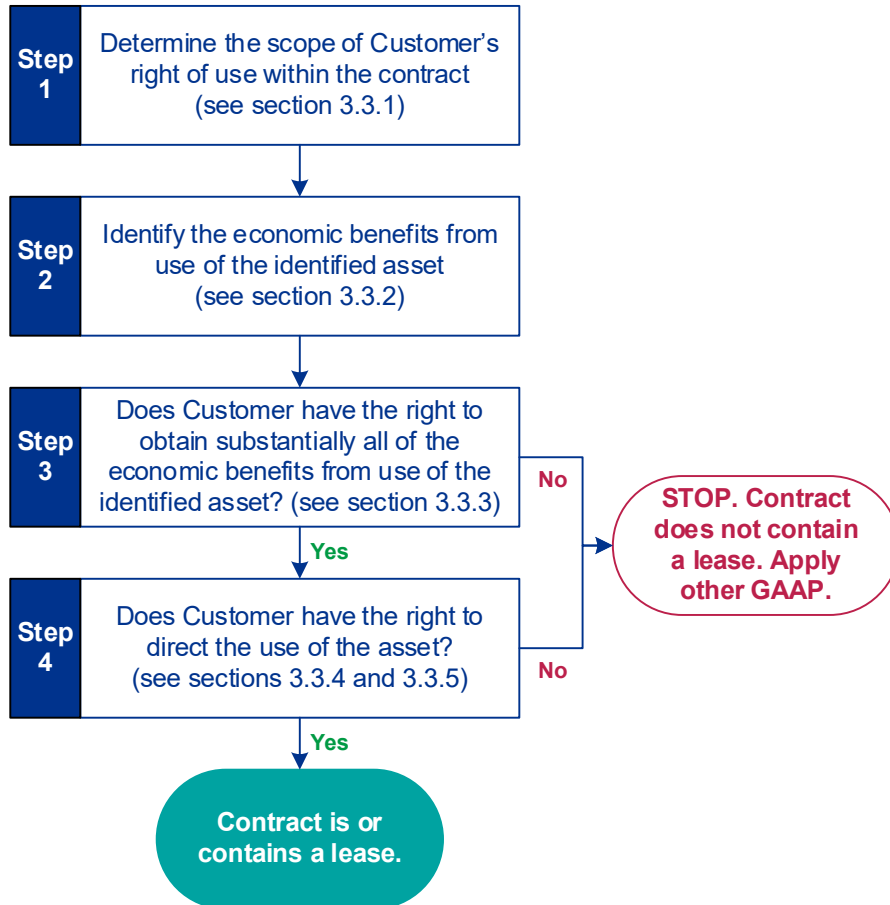 Step
1
Determine the scope of Customer's
right of use within the contract
(see section 3.3.1)
Step
2
Identify the economic benefits from
use of the identified asset
(see section 3.3.2)
Step
3
Does Customer have the right to
obtain substantially all of the
economic benefits from use of the
identified asset? (see section 3.3.3)
No
Yes
STOP. Contract
does not contain
a lease. Apply
other GAAP.
Step
4
Does Customer have the right to
direct the use of the asset?
(see sections 3.3.4 and 3.3.5)
No
Yes
Contract is or
contains a lease.